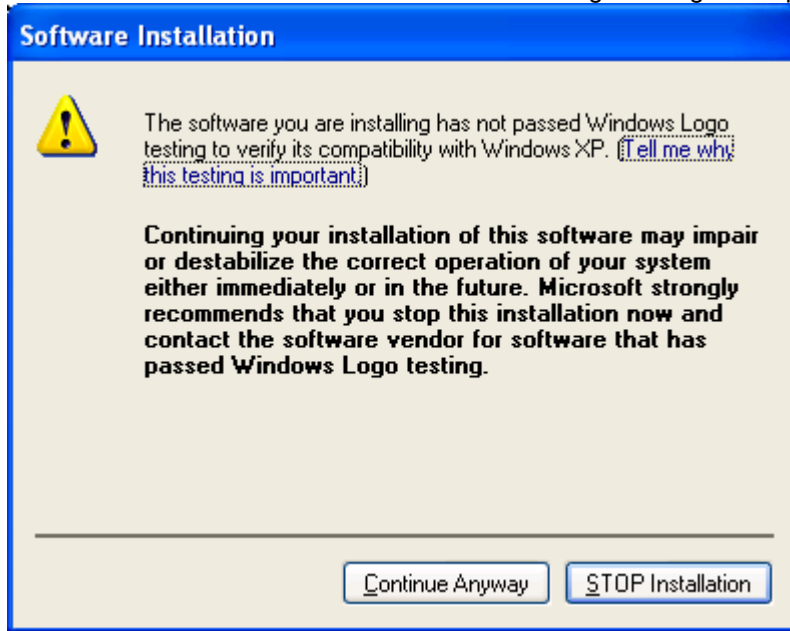 Software Installation
The software you are installing has not passed Windows Logo
testing to verify its compatibility with Windows XP. (Tell me why
this testing is important.)
Continuing your installation of this software may impair
or destabilize the correct operation of your system
either immediately or in the future. Microsoft strongly
recommends that you stop this installation now and
contact the software vendor for software that has
passed Windows Logo testing.
Continue Anyway
STOP Installation